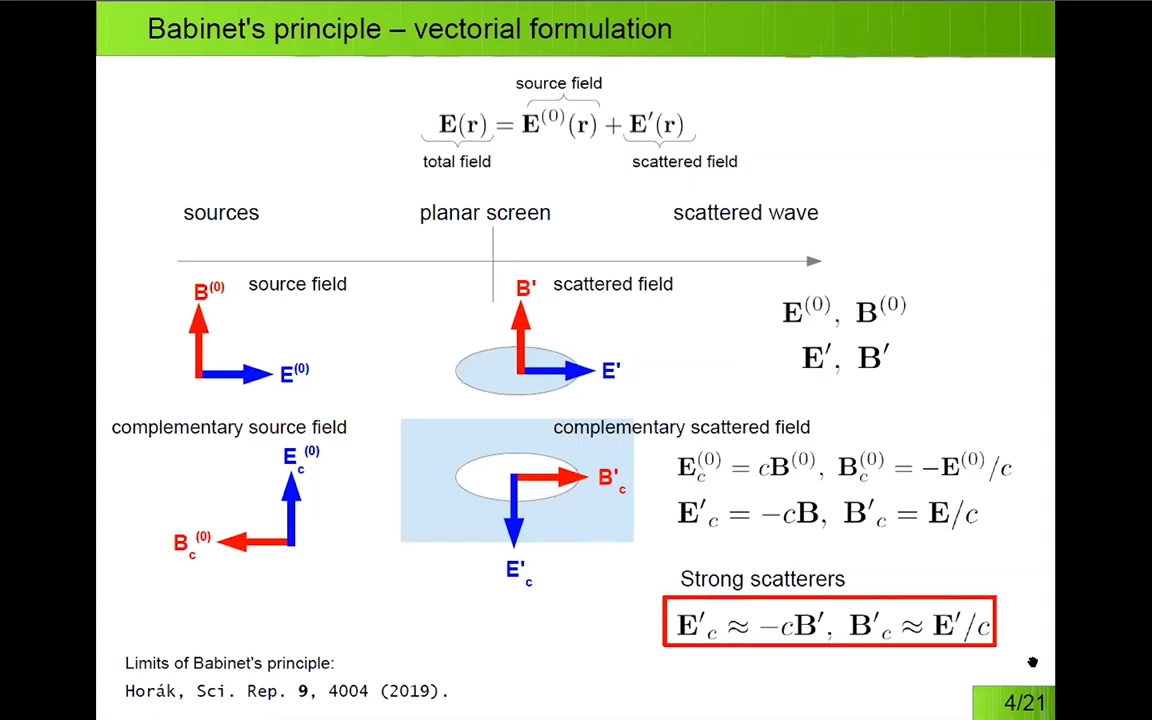 Babinet's principle – vectorial formulation
source field
E(r) = E⁽⁰⁾(r) + E′(r)
total field
scattered field
sources
planar screen
scattered wave
B⁽⁰⁾
source field
B'
scattered field
E⁽⁰⁾, B⁽⁰⁾
E′, B′
E⁽⁰⁾
E'
complementary source field
complementary scattered field
E_c⁽⁰⁾
E_c⁽⁰⁾ = cB⁽⁰⁾, B_c⁽⁰⁾ = −E⁽⁰⁾/c
B'_c
E′_c = −cB, B′_c = E/c
B_c⁽⁰⁾
E'_c
Strong scatterers
E′_c ≈ −cB′, B′_c ≈ E′/c
Limits of Babinet's principle:
Horák, Sci. Rep. 9, 4004 (2019).
4/21